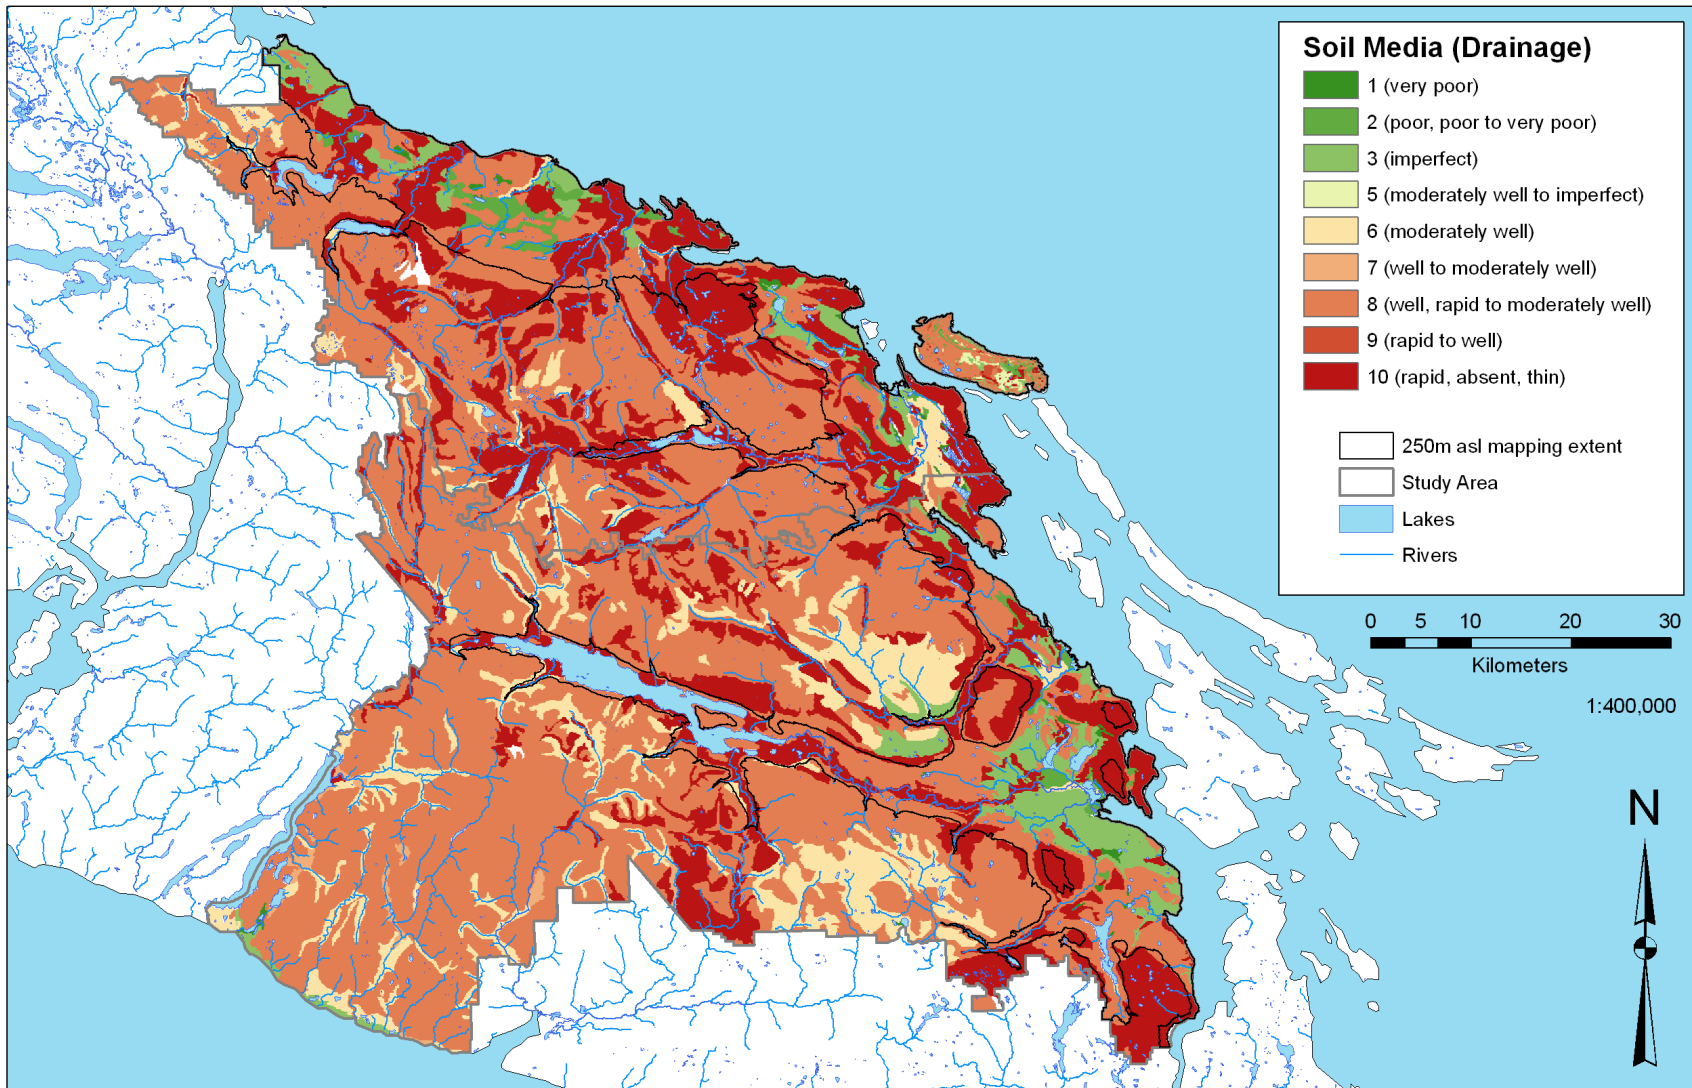 Soil Media (Drainage)
1 (very poor)
2 (poor, poor to very poor)
3 (imperfect)
5 (moderately well to imperfect)
6 (moderately well)
7 (well to moderately well)
8 (well, rapid to moderately well)
9 (rapid to well)
10 (rapid, absent, thin)
250m asl mapping extent
Study Area
Lakes
Rivers
0 5 10 20 30
Kilometers
1:400,000
N